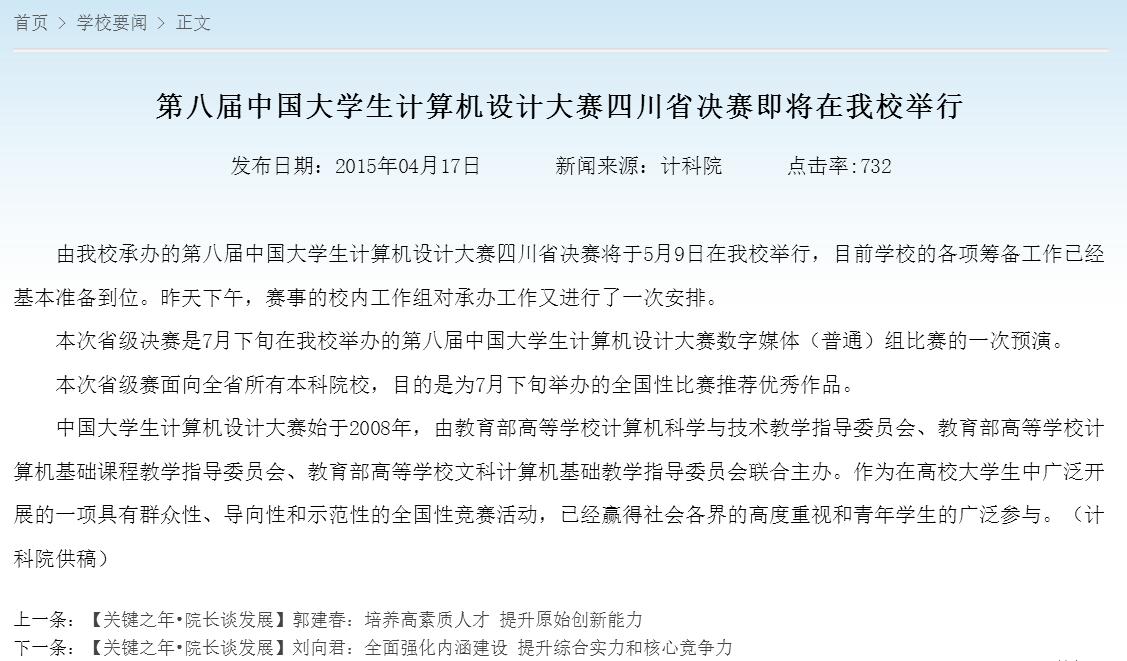 首页 > 学校要闻 > 正文
第八届中国大学生计算机设计大赛四川省决赛即将在我校举行
发布日期：2015年04月17日 新闻来源：计科院 点击率:732
由我校承办的第八届中国大学生计算机设计大赛四川省决赛将于5月9日在我校举行，目前学校的各项筹备工作已经
基本准备到位。昨天下午，赛事的校内工作组对承办工作又进行了一次安排。
本次省级决赛是7月下旬在我校举办的第八届中国大学生计算机设计大赛数字媒体（普通）组比赛的一次预演。
本次省级赛面向全省所有本科院校，目的是为7月下旬举办的全国性比赛推荐优秀作品。
中国大学生计算机设计大赛始于2008年，由教育部高等学校计算机科学与技术教学指导委员会、教育部高等学校计
算机基础课程教学指导委员会、教育部高等学校文科计算机基础教学指导委员会联合主办。作为在高校大学生中广泛开
展的一项具有群众性、导向性和示范性的全国性竞赛活动，已经赢得社会各界的高度重视和青年学生的广泛参与。（计
科院供稿）
上一条：【关键之年•院长谈发展】郭建春：培养高素质人才 提升原始创新能力
下一条：【关键之年•院长谈发展】刘向君：全面强化内涵建设 提升综合实力和核心竞争力